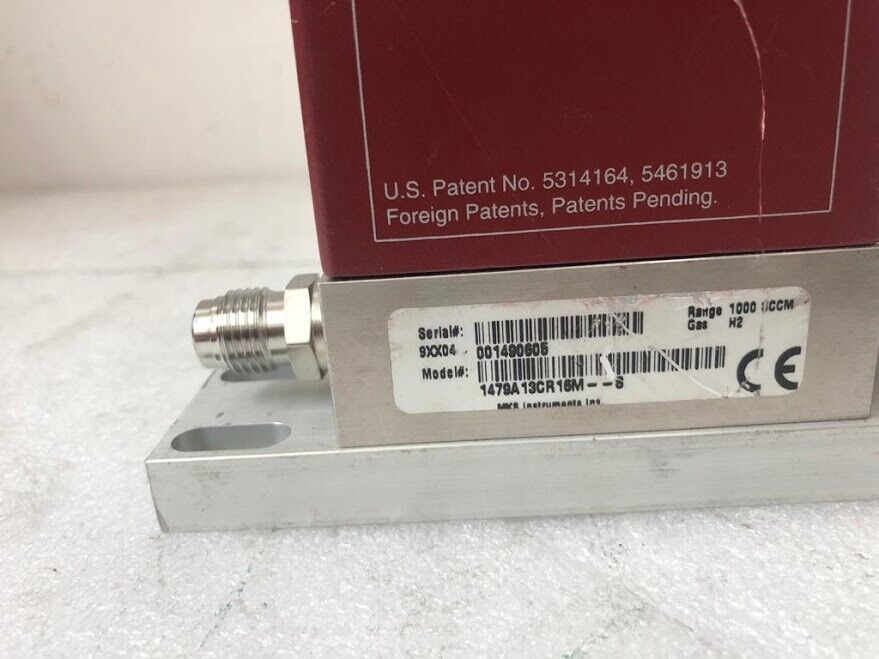 U.S. Patent No. 5314164, 5461913
Foreign Patents, Patents Pending.
Serial#:
9XX04 001490605
Model#:
1479A13CR16M--S
MKS Instruments Inc
Range 1000 SCCM
Gas H2
CE